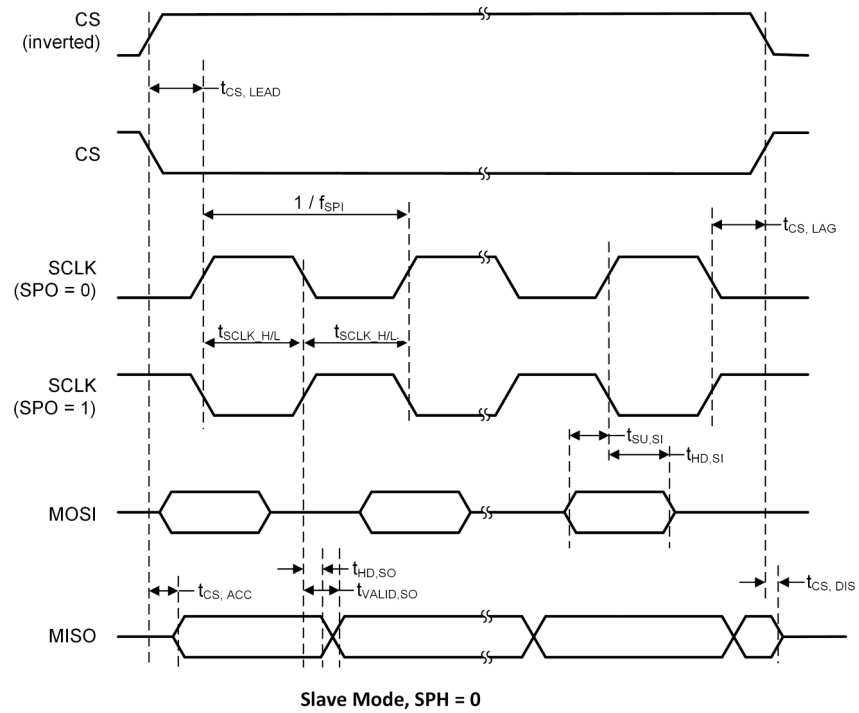 CS
(inverted)
tCS, LEAD
CS
1 / fSPI
tCS, LAG
SCLK
(SPO = 0)
tSCLK_H/L
tSCLK_H/L
SCLK
(SPO = 1)
tSU,SI
tHD,SI
MOSI
tHD,SO
tCS, ACC
tVALID,SO
tCS, DIS
MISO
Slave Mode, SPH = 0